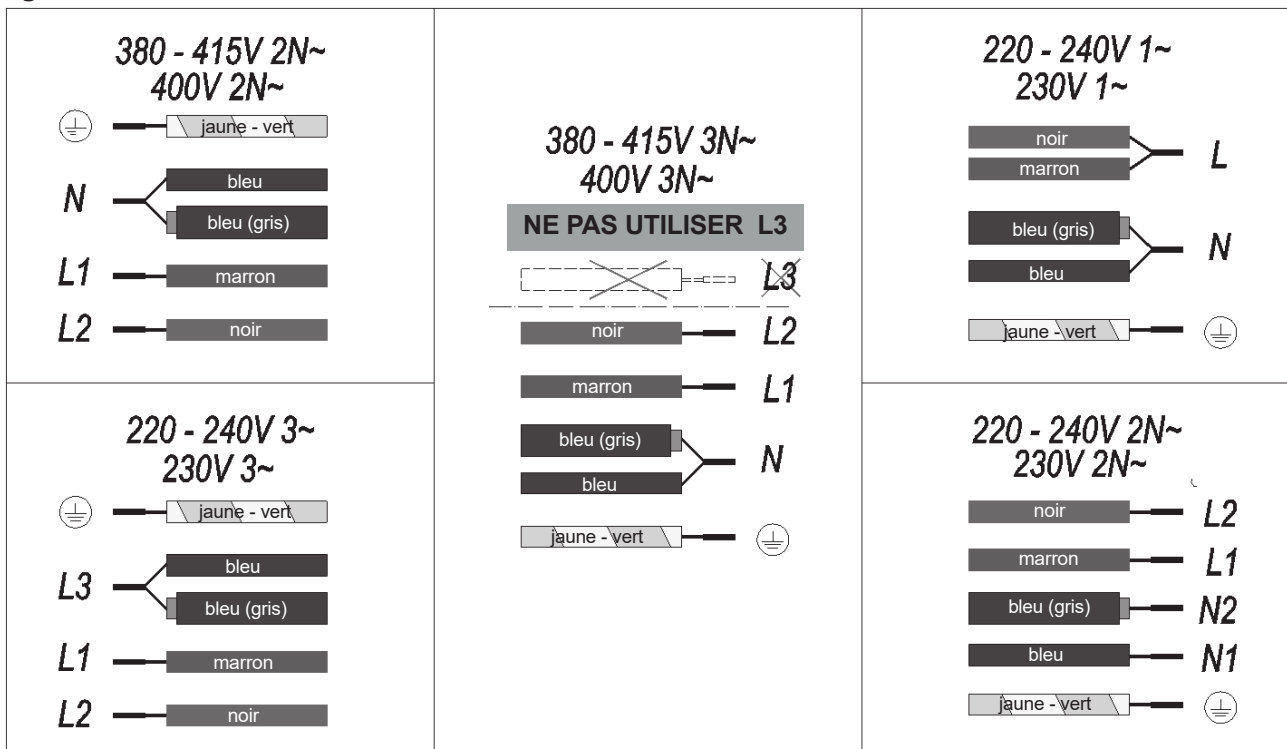 380 - 415V 2N~
400V 2N~
jaune - vert
N
bleu
bleu (gris)
L1
marron
L2
noir
220 - 240V 3~
230V 3~
jaune - vert
L3
bleu
bleu (gris)
L1
marron
L2
noir
380 - 415V 3N~
400V 3N~
NE PAS UTILISER L3
L3
noir
L2
marron
L1
bleu (gris)
N
bleu
jaune - vert
220 - 240V 1~
230V 1~
noir
L
marron
bleu (gris)
N
bleu
jaune - vert
220 - 240V 2N~
230V 2N~
noir
L2
marron
L1
bleu (gris)
N2
bleu
N1
jaune - vert